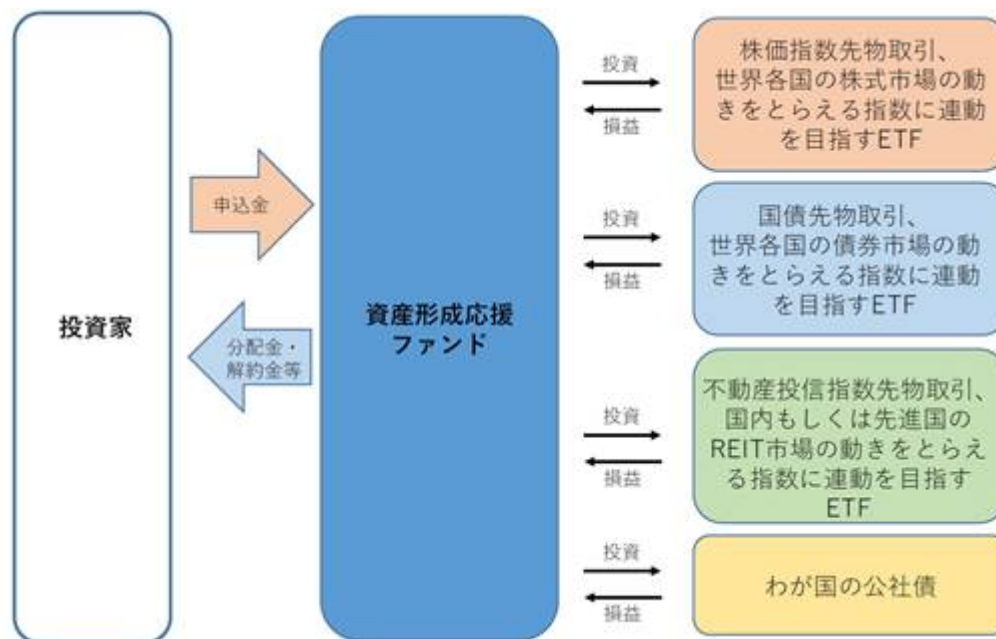 投資家
申込金
分配金・
解約金等
資産形成応援
ファンド
投資
損益
株価指数先物取引、
世界各国の株式市場の動
きをとらえる指数に連動
を目指すETF
投資
損益
国債先物取引、
世界各国の債券市場の動
きをとらえる指数に連動
を目指すETF
投資
損益
不動産投信指数先物取引、
国内もしくは先進国の
REIT市場の動きをとらえ
る指数に連動を目指す
ETF
投資
損益
わが国の公社債